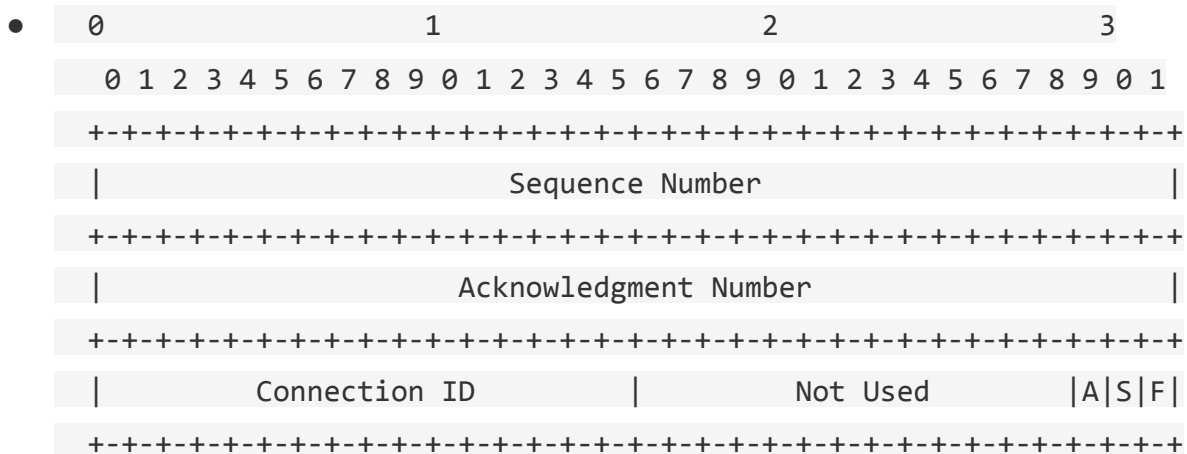 ● 0                   1                   2                   3
 0 1 2 3 4 5 6 7 8 9 0 1 2 3 4 5 6 7 8 9 0 1 2 3 4 5 6 7 8 9 0 1
+-+-+-+-+-+-+-+-+-+-+-+-+-+-+-+-+-+-+-+-+-+-+-+-+-+-+-+-+-+-+-+-+
|                        Sequence Number                        |
+-+-+-+-+-+-+-+-+-+-+-+-+-+-+-+-+-+-+-+-+-+-+-+-+-+-+-+-+-+-+-+-+
|                     Acknowledgment Number                     |
+-+-+-+-+-+-+-+-+-+-+-+-+-+-+-+-+-+-+-+-+-+-+-+-+-+-+-+-+-+-+-+-+
|         Connection ID         |         Not Used        |A|S|F|
+-+-+-+-+-+-+-+-+-+-+-+-+-+-+-+-+-+-+-+-+-+-+-+-+-+-+-+-+-+-+-+-+